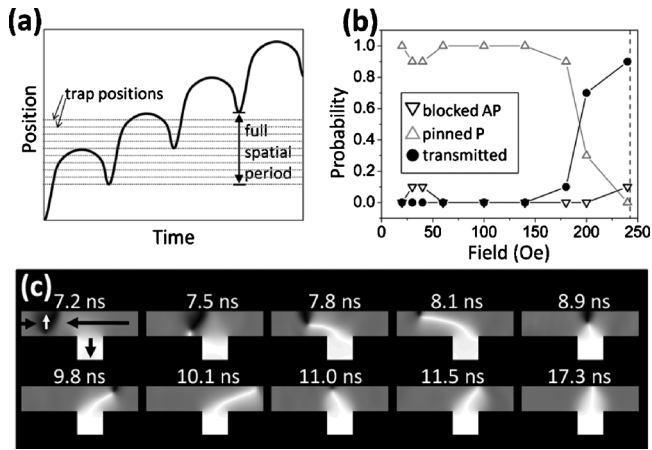 (a)
trap positions
full
spatial
period
Position
Time
(b)
1.0
0.8
0.6
0.4
0.2
0.0
Probability
blocked AP
pinned P
transmitted
0 50 100 150 200 250
Field (Oe)
(c)
7.2 ns 7.5 ns 7.8 ns 8.1 ns 8.9 ns
9.8 ns 10.1 ns 11.0 ns 11.5 ns 17.3 ns